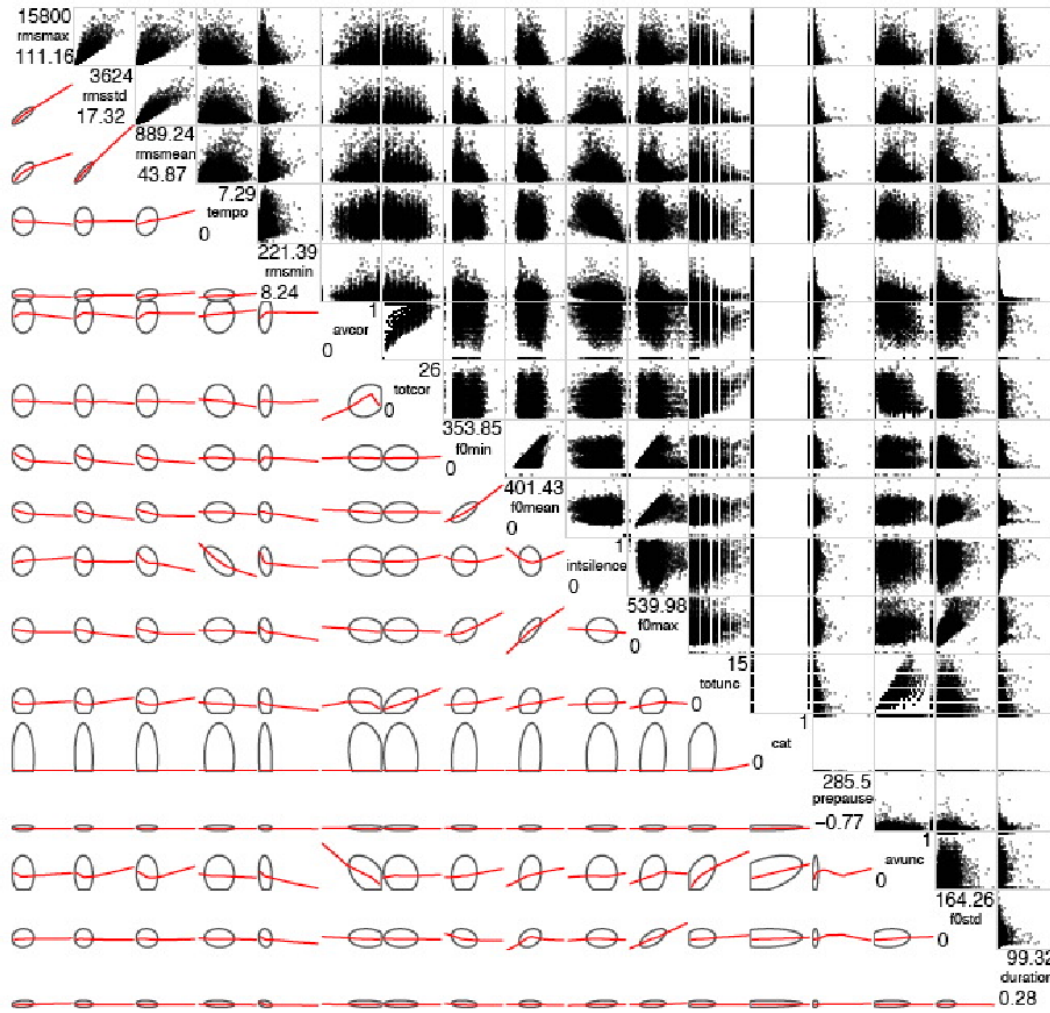 15800
rmsmax
111.16
3624
rmsstd
17.32
889.24
rmsmean
43.87
7.29
tempo
0
221.39
rmsmin
8.24
1
avcor
0
26
totcor
0
353.85
f0min
0
401.43
f0mean
0
1
intsilence
0
539.98
f0max
0
15
totunc
0
1
cat
0
285.5
prepause
−0.77
1
avunc
0
164.26
f0std
0
99.32
duration
0.28